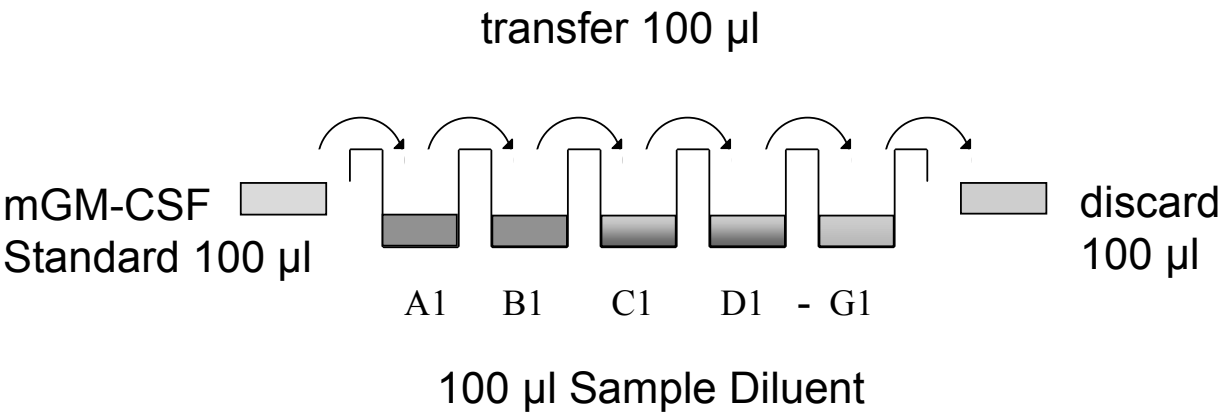 transfer 100 µl
mGM-CSF
Standard 100 µl
discard
100 µl
A1 B1 C1 D1 - G1
100 µl Sample Diluent